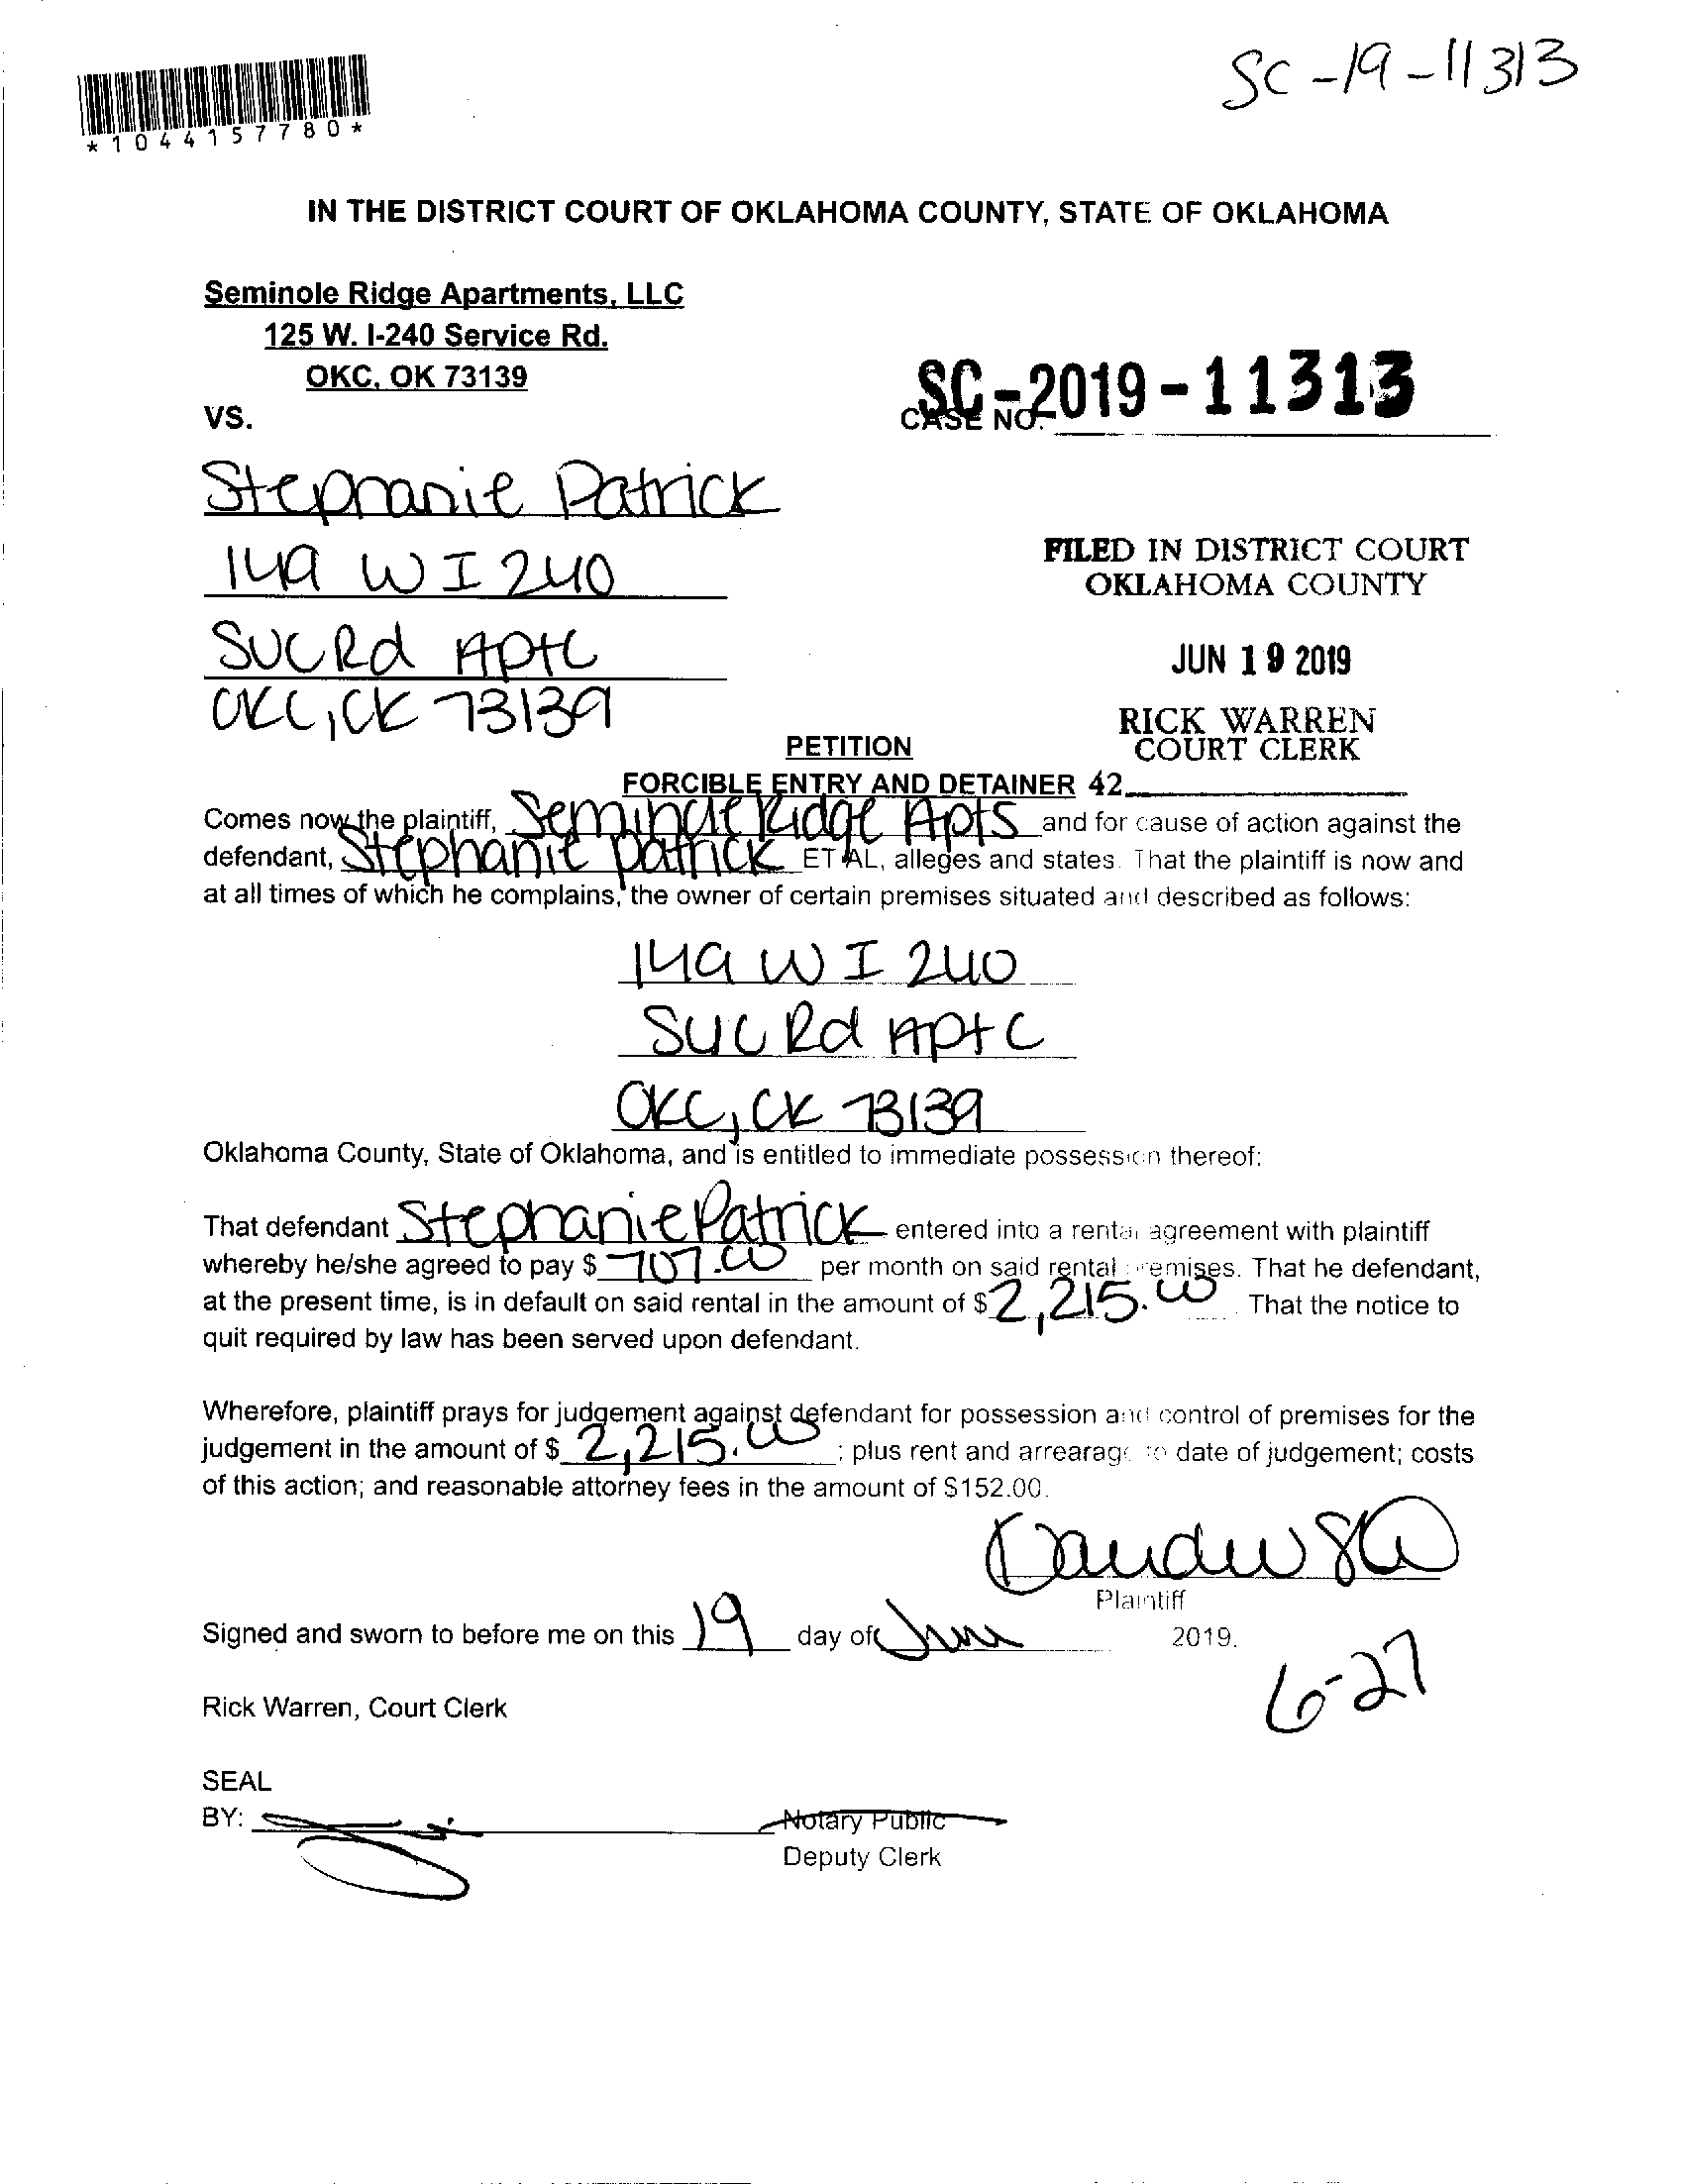 SC-19-11313
*1044157780*
IN THE DISTRICT COURT OF OKLAHOMA COUNTY, STATE OF OKLAHOMA
Seminole Ridge Apartments, LLC
125 W. I-240 Service Rd.
OKC, OK 73139
VS.
CASE NO. SC-2019-11313
Stephanie Patrick
149 W I 240
SVC Rd Apt C
OKC, OK 73139
FILED IN DISTRICT COURT
OKLAHOMA COUNTY
JUN 19 2019
RICK WARREN
COURT CLERK
42
PETITION
FORCIBLE ENTRY AND DETAINER
Comes now the plaintiff, Seminole Ridge Apts and for cause of action against the
defendant, Stephanie Patrick ET AL, alleges and states. That the plaintiff is now and
at all times of which he complains, the owner of certain premises situated and described as follows:
149 W I 240
SVC Rd Apt C
OKC, OK 73139
Oklahoma County, State of Oklahoma, and is entitled to immediate possession thereof:
That defendant Stephanie Patrick entered into a rental agreement with plaintiff
whereby he/she agreed to pay $ 707.00 per month on said rental premises. That he defendant,
at the present time, is in default on said rental in the amount of $ 2,215.00. That the notice to
quit required by law has been served upon defendant.
Wherefore, plaintiff prays for judgement against defendant for possession and control of premises for the
judgement in the amount of $ 2,215.00; plus rent and arrearage to date of judgement; costs
of this action; and reasonable attorney fees in the amount of $152.00.
Plaintiff
Signed and sworn to before me on this 19 day of June 2019.
6-27
Rick Warren, Court Clerk
SEAL
BY:
Notary Public
Deputy Clerk